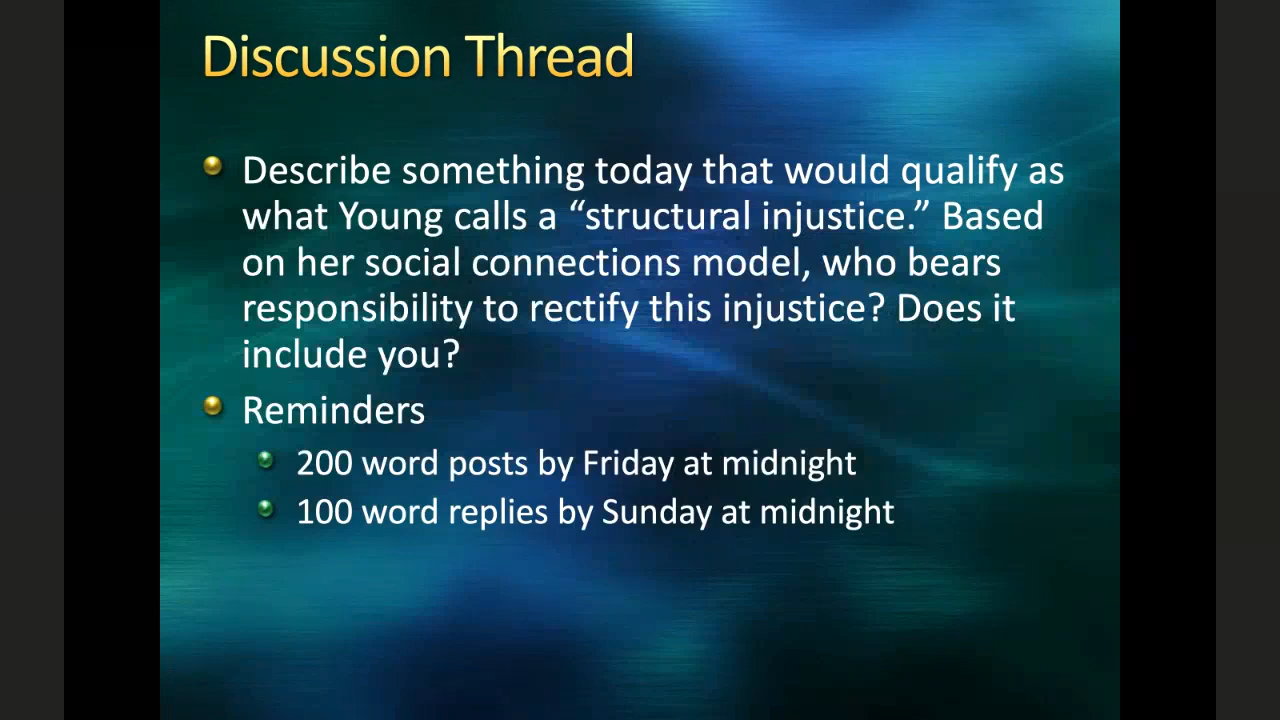 Discussion Thread
Describe something today that would qualify as
what Young calls a “structural injustice.” Based
on her social connections model, who bears
responsibility to rectify this injustice? Does it
include you?
Reminders
200 word posts by Friday at midnight
100 word replies by Sunday at midnight